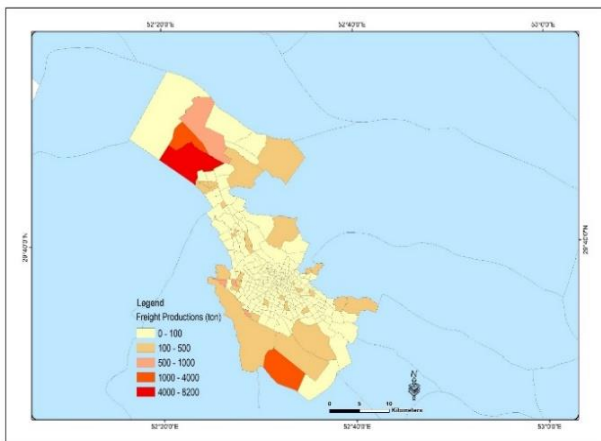 52°20'0"E 52°40'0"E 53°0'0"E
29°40'0"N 29°40'0"N
Legend
Freight Productions (ton)
0 - 100
100 - 500
500 - 1000
1000 - 4000
4000 - 8200
N
0 5 10
Kilometers
52°20'0"E 52°40'0"E 53°0'0"E